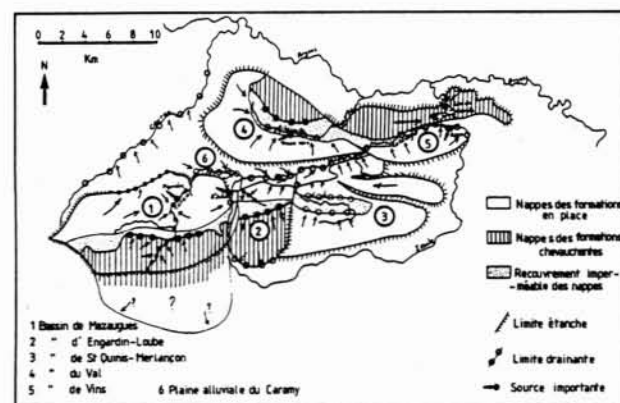 0 2 4 6 8 10
Km
N
Argens
1
2
3
4
5
6
?
? ? ?
?
Nappes des formations
en place
Nappes des formations
chevauchantes
Recouvrement imper-
méable des nappes
Limite étanche
Limite drainante
Source importante
1 Bassin de Mazaugues
2 " d' Engardin-Loube
3 " de St Quinis-Merlançon
4 " du Val
5 " de Vins 6 Plaine alluviale du Caramy